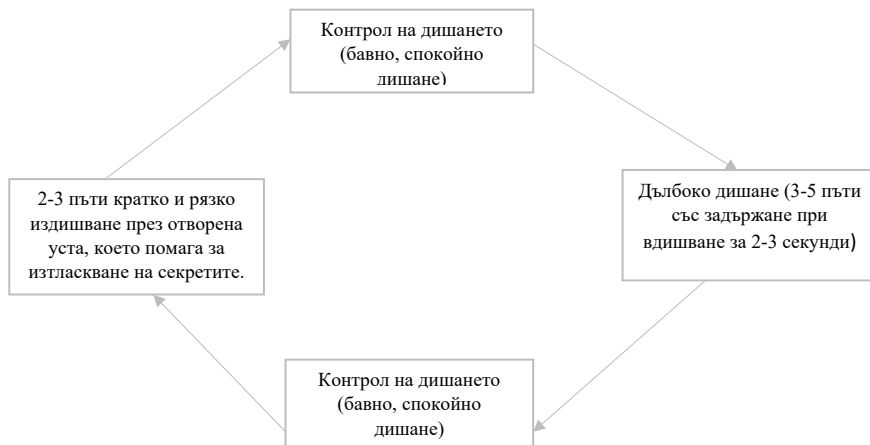 Контрол на дишането
(бавно, спокойно
дишане)
Дълбоко дишане (3-5 пъти
със задържане при
вдишване за 2-3 секунди)
Контрол на дишането
(бавно, спокойно
дишане)
2-3 пъти кратко и рязко
издишване през отворена
уста, което помага за
изтласкване на секретите.